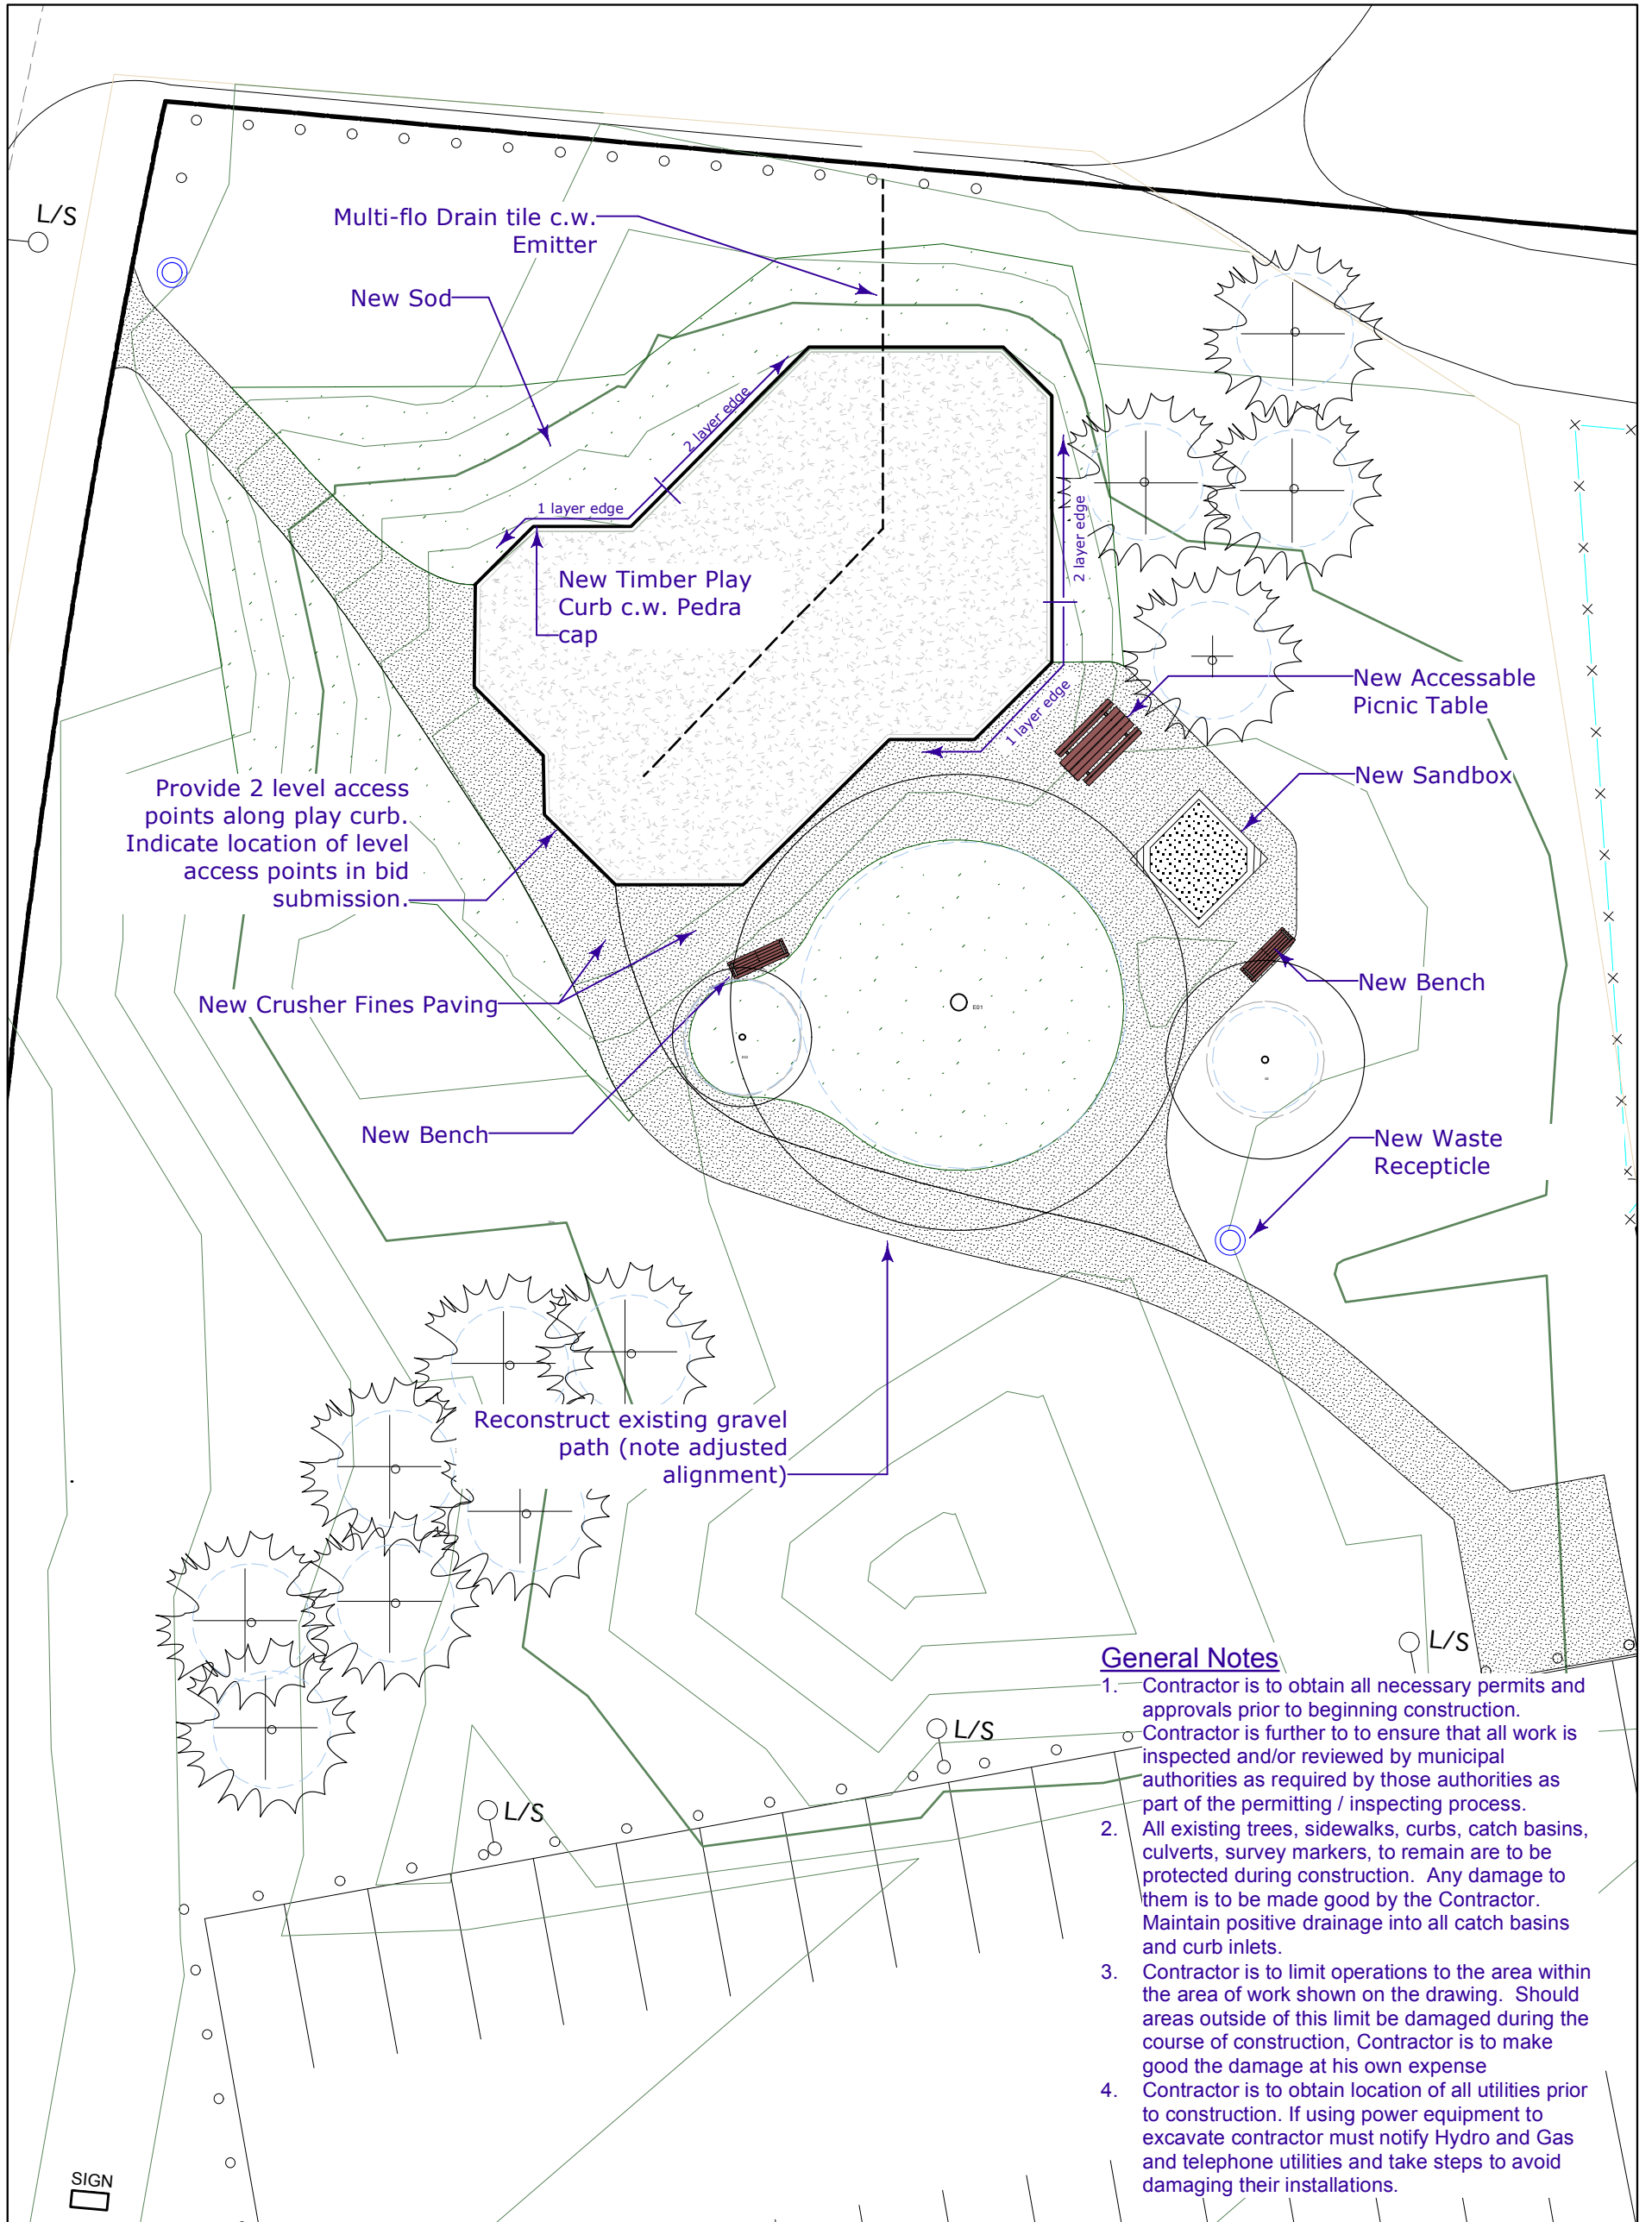 L/S
Multi-flo Drain tile c.w.
Emitter
New Sod
2 layer edge
1 layer edge
2 layer edge
New Timber Play
Curb c.w. Pedra
cap
1 layer edge
New Accessable
Picnic Table
New Sandbox
Provide 2 level access
points along play curb.
Indicate location of level
access points in bid
submission.
New Bench
New Crusher Fines Paving
E01
New Bench
New Waste
Recepticle
Reconstruct existing gravel
path (note adjusted
alignment)
L/S
L/S
L/S
General Notes
1. Contractor is to obtain all necessary permits and
approvals prior to beginning construction.
Contractor is further to to ensure that all work is
inspected and/or reviewed by municipal
authorities as required by those authorities as
part of the permitting / inspecting process.
2. All existing trees, sidewalks, curbs, catch basins,
culverts, survey markers, to remain are to be
protected during construction.  Any damage to
them is to be made good by the Contractor.
Maintain positive drainage into all catch basins
and curb inlets.
3. Contractor is to limit operations to the area within
the area of work shown on the drawing.  Should
areas outside of this limit be damaged during the
course of construction, Contractor is to make
good the damage at his own expense
4. Contractor is to obtain location of all utilities prior
to construction. If using power equipment to
excavate contractor must notify Hydro and Gas
and telephone utilities and take steps to avoid
damaging their installations.
SIGN